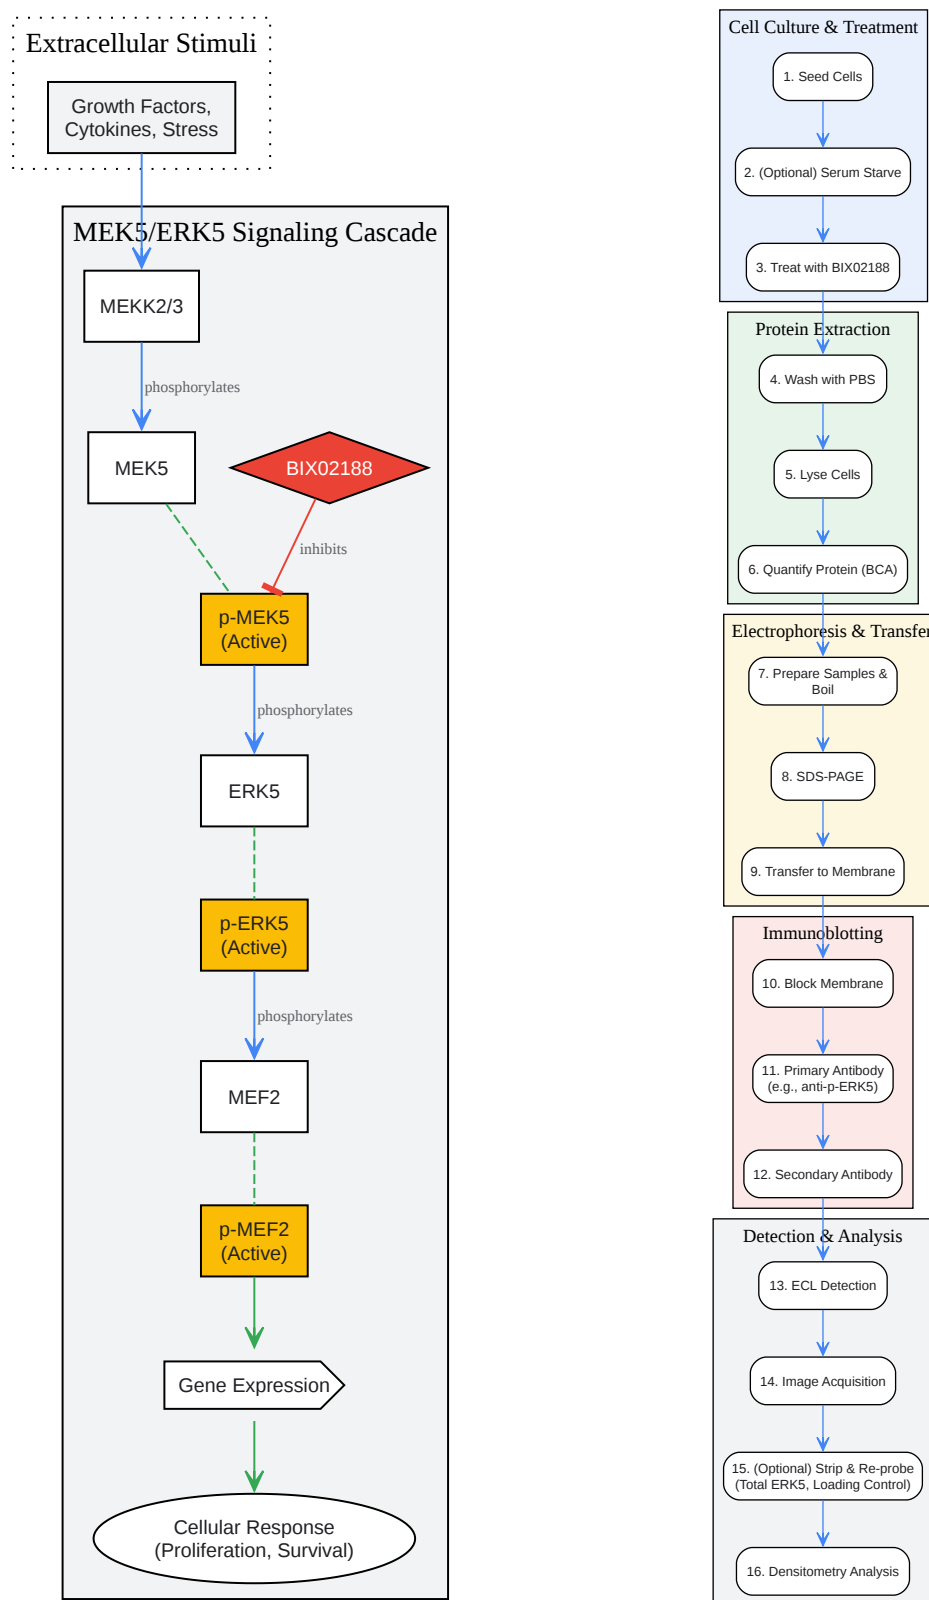 Extracellular Stimuli
Growth Factors,
Cytokines, Stress
MEK5/ERK5 Signaling Cascade
MEKK2/3
phosphorylates
MEK5
BIX02188
inhibits
p-MEK5
(Active)
phosphorylates
ERK5
p-ERK5
(Active)
phosphorylates
MEF2
p-MEF2
(Active)
Gene Expression
Cellular Response
(Proliferation, Survival)
Cell Culture & Treatment
1. Seed Cells
2. (Optional) Serum Starve
3. Treat with BIX02188
Protein Extraction
4. Wash with PBS
5. Lyse Cells
6. Quantify Protein (BCA)
Electrophoresis & Transfer
7. Prepare Samples &
Boil
8. SDS-PAGE
9. Transfer to Membrane
Immunoblotting
10. Block Membrane
11. Primary Antibody
(e.g., anti-p-ERK5)
12. Secondary Antibody
Detection & Analysis
13. ECL Detection
14. Image Acquisition
15. (Optional) Strip & Re-probe
(Total ERK5, Loading Control)
16. Densitometry Analysis